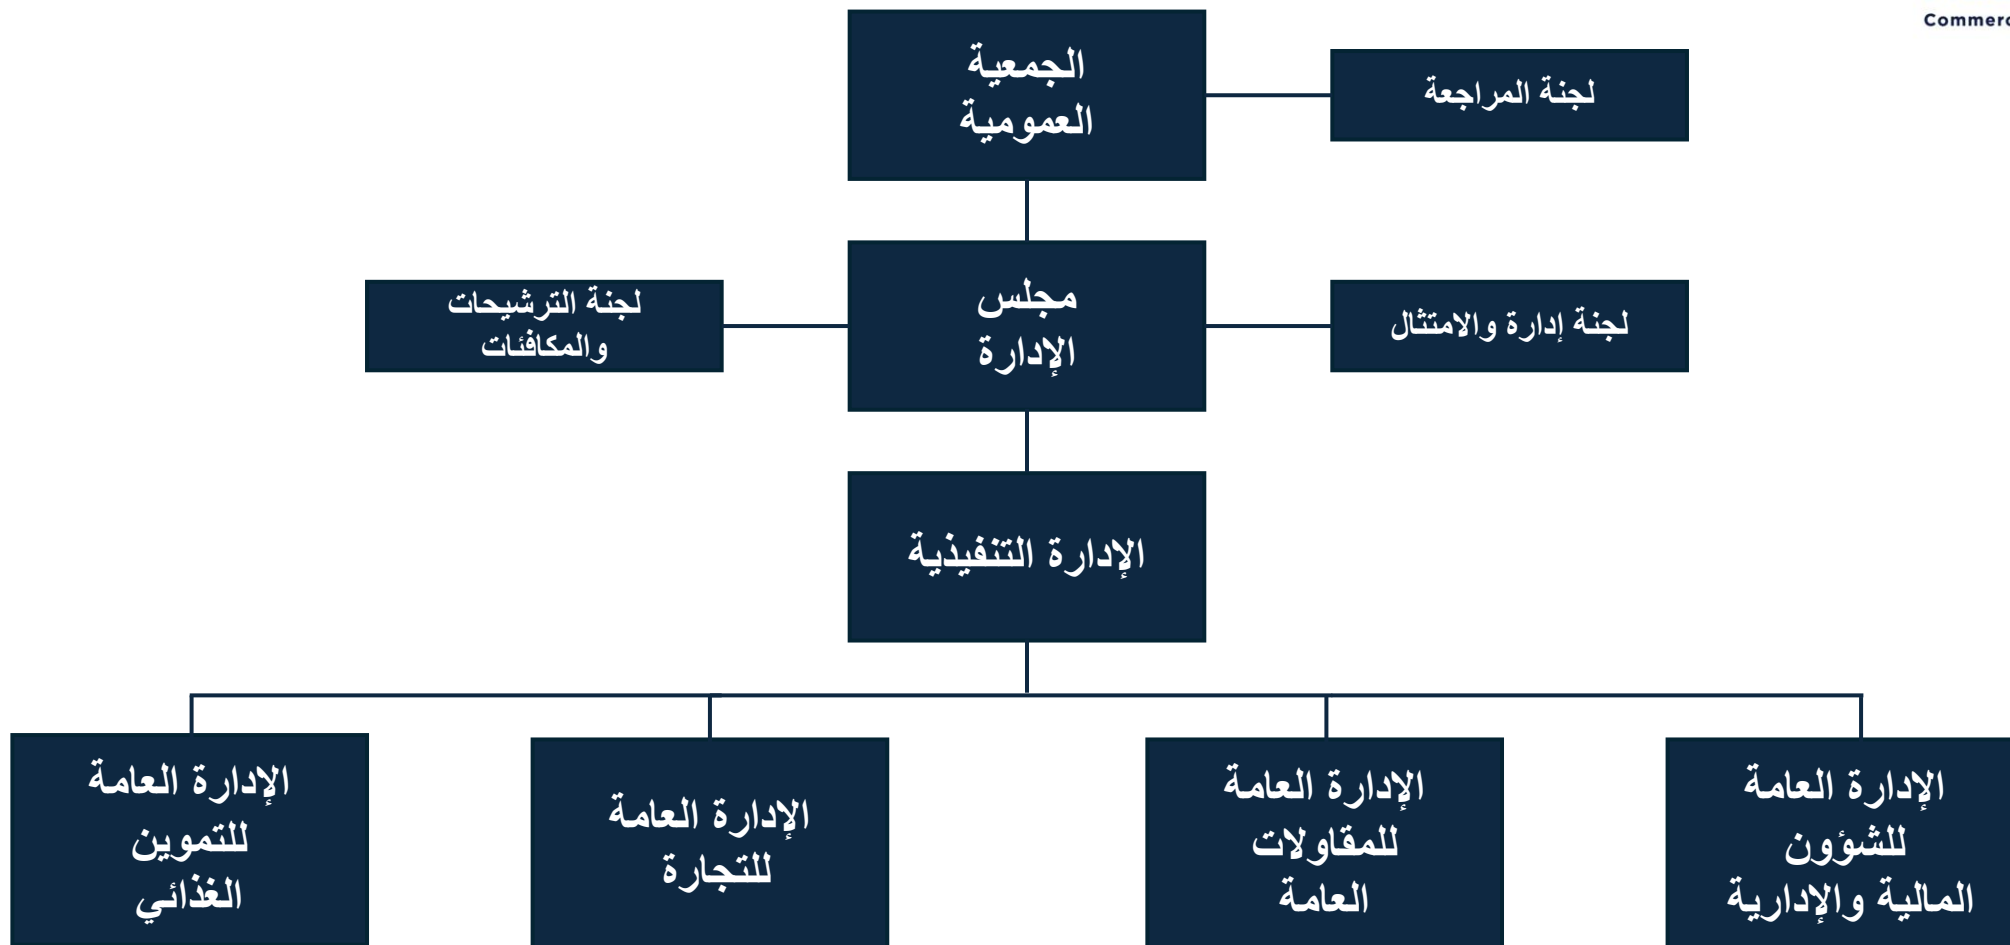 Commerc
الجمعية
العمومية
لجنة المراجعة
مجلس
الإدارة
لجنة إدارة والامتثال
لجنة الترشيحات
والمكافئات
الإدارة التنفيذية
الإدارة العامة
للشؤون
المالية والإدارية
الإدارة العامة
للمقاولات
العامة
الإدارة العامة
للتجارة
الإدارة العامة
للتموين
الغذائي